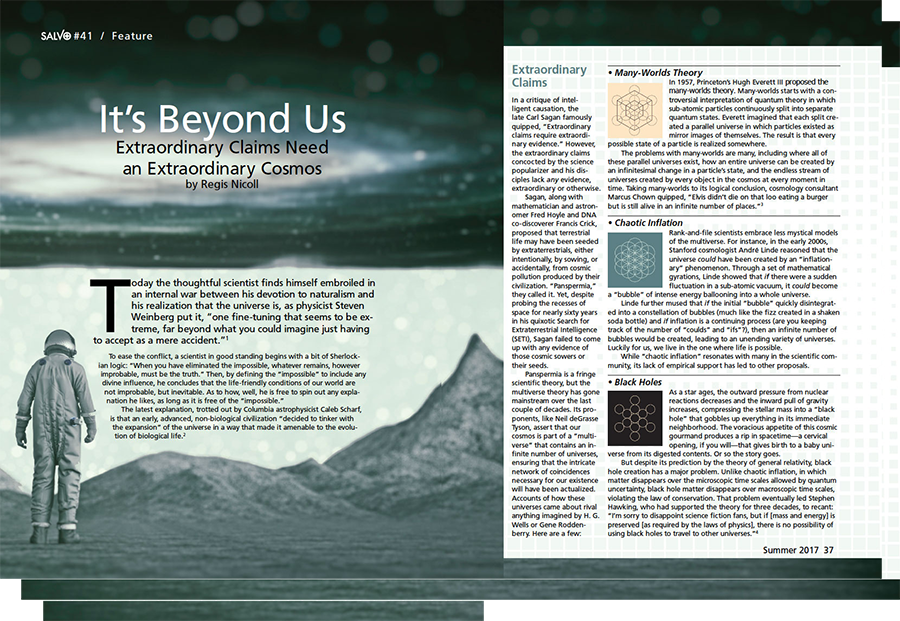 SALVO #41 / Feature
It's Beyond Us
Extraordinary Claims Need
an Extraordinary Cosmos
by Regis Nicoll
Today the thoughtful scientist finds himself embroiled in
an internal war between his devotion to naturalism and
his realization that the universe is, as physicist Steven
Weinberg put it, "one fine-tuning that seems to be ex-
treme, far beyond what you could imagine just having
to accept as a mere accident."1
To ease the conflict, a scientist in good standing begins with a bit of Sherlock-
ian logic: "When you have eliminated the impossible, whatever remains, however
improbable, must be the truth." Then, by defining the "impossible" to include any
divine influence, he concludes that the life-friendly conditions of our world are
not improbable, but inevitable. As to how, well, he is free to spin out any expla-
nation he likes, as long as it is free of the "impossible."
The latest explanation, trotted out by Columbia astrophysicist Caleb Scharf,
is that an early, advanced, non-biological civilization "decided to tinker with
the expansion" of the universe in a way that made it amenable to the evolu-
tion of biological life.2
Extraordinary
Claims
In a critique of intel-
ligent causation, the
late Carl Sagan famously
quipped, "Extraordinary
claims require extraordi-
nary evidence." However,
the extraordinary claims
concocted by the science
popularizer and his dis-
ciples lack any evidence,
extraordinary or otherwise.
Sagan, along with
mathematician and astron-
omer Fred Hoyle and DNA
co-discoverer Francis Crick,
proposed that terrestrial
life may have been seeded
by extraterrestrials, either
intentionally, by sowing, or
accidentally, from cosmic
pollution produced by their
civilization. "Panspermia,"
they called it. Yet, despite
probing the recesses of
space for nearly sixty years
in his quixotic Search for
Extraterrestrial Intelligence
(SETI), Sagan failed to come
up with any evidence of
those cosmic sowers or
their seeds.
Panspermia is a fringe
scientific theory, but the
multiverse theory has gone
mainstream over the last
couple of decades. Its pro-
ponents, like Neil deGrasse
Tyson, assert that our
cosmos is part of a "multi-
verse" that contains an in-
finite number of universes,
ensuring that the intricate
network of coincidences
necessary for our existence
will have been actualized.
Accounts of how these
universes came about rival
anything imagined by H. G.
Wells or Gene Rodden-
berry. Here are a few:
• Many-Worlds Theory
In 1957, Princeton's Hugh Everett III proposed the
many-worlds theory. Many-worlds starts with a con-
troversial interpretation of quantum theory in which
sub-atomic particles continuously split into separate
quantum states. Everett imagined that each split cre-
ated a parallel universe in which particles existed as
mirror images of themselves. The result is that every
possible state of a particle is realized somewhere.
The problems with many-worlds are many, including where all of
these parallel universes exist, how an entire universe can be created by
an infinitesimal change in a particle's state, and the endless stream of
universes created by every object in the cosmos at every moment in
time. Taking many-worlds to its logical conclusion, cosmology consultant
Marcus Chown quipped, "Elvis didn't die on that loo eating a burger
but is still alive in an infinite number of places."3
• Chaotic Inflation
Rank-and-file scientists embrace less mystical models
of the multiverse. For instance, in the early 2000s,
Stanford cosmologist André Linde reasoned that the
universe could have been created by an "inflation-
ary" phenomenon. Through a set of mathematical
gyrations, Linde showed that if there were a sudden
fluctuation in a sub-atomic vacuum, it could become
a "bubble" of intense energy ballooning into a whole universe.
Linde further mused that if the initial "bubble" quickly disintegrat-
ed into a constellation of bubbles (much like the fizz created in a shaken
soda bottle) and if inflation is a continuing process (are you keeping
track of the number of "coulds" and "ifs"?), then an infinite number of
bubbles would be created, leading to an unending variety of universes.
Luckily for us, we live in the one where life is possible.
While "chaotic inflation" resonates with many in the scientific com-
munity, its lack of empirical support has led to other proposals.
• Black Holes
As a star ages, the outward pressure from nuclear
reactions decreases and the inward pull of gravity
increases, compressing the stellar mass into a "black
hole" that gobbles up everything in its immediate
neighborhood. The voracious appetite of this cosmic
gourmand produces a rip in spacetime—a cervical
opening, if you will—that gives birth to a baby uni-
verse from its digested contents. Or so the story goes.
But despite its prediction by the theory of general relativity, black
hole creation has a major problem. Unlike chaotic inflation, in which
matter disappears over the microscopic time scales allowed by quantum
uncertainty, black hole matter disappears over macroscopic time scales,
violating the law of conservation. That problem eventually led Stephen
Hawking, who had supported the theory for three decades, to recant:
"I'm sorry to disappoint science fiction fans, but if [mass and energy] is
preserved [as required by the laws of physics], there is no possibility of
using black holes to travel to other universes."4
Summer 2017 37